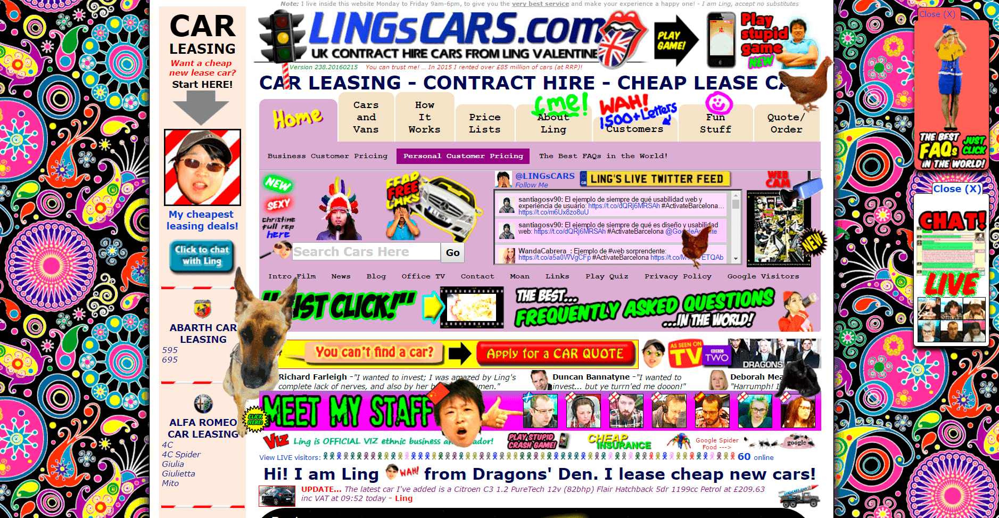 Note: I live inside this website Monday to Friday 9am-6pm, to give you the very best service and make your experience a happy one! - I am Ling, accept no substitutes
CAR
LEASING
Want a cheap
new lease car?
Start HERE!
My cheapest
leasing deals!
Click to chat
with Ling
ABARTH CAR
LEASING
595
695
ALFA ROMEO
CAR LEASING
4C
4C Spider
Giulia
Giulietta
Mito
LINGsCARS.com
UK CONTRACT HIRE CARS FROM LING VALENTINE
PLAY
GAME!
Play
stupid
game
NEW
Version 238.20160215 You can trust me! ... In 2015 I rented over £85 million of cars (at RRP)!
CAR LEASING - CONTRACT HIRE - CHEAP LEASE CA
Home
Cars
and
Vans
How
It
Works
Price
Lists
(me!
About
Ling
WAH!
1500+Letters
Customers
Fun
Stuff
Quote/
Order
Business Customer Pricing
Personal Customer Pricing
The Best FAQs in the World!
NEW
SEXY
christine
full rep
here
FEAR
FREE
CARS
LINGY
Search Cars Here
Go
@LINGsCARS
Follow Me
GB
LING'S LIVE TWITTER FEED
WEB
CAM
santiagosv90: El ejemplo de siempre de qué usabilidad web y
experiencia de usuario: https://t.co/dQRj6MRSAh #ActivateBarcelona…
https://t.co/m6Ux8zo8uU
santiagosv90: El ejemplo de siempre de qué es diseño y usabilidad
web: https://t.co/dQRj6MRSAh #ActivateBarcelona
WandaCabrera_: Ejemplo de #web sorprendente:
https://t.co/a5a0VWVgCFp #ActivateBarcelona
NEW
Intro Film
News
Blog
Office TV
Contact
Moan
Links
Play Quiz
Privacy Policy
Google Visitors
CLICK!"
THE BEST...
FREQUENTLY ASKED QUESTIONS
...IN THE WORLD!
You can't find a car?
Apply for a CAR QUOTE
AS SEEN ON
TV
BBC
TWO
DRAGONS
Richard Farleigh -"I wanted to invest; I was amazed by Ling's
complete lack of nerves, and also by her
Duncan Bannatyne -"I wanted to
invest... but ye turrn'ed me dooon!"
Deborah Mea
"Harrumph! I
CLICK
HERE!
MEET MY STAFF
Viz
Ling is OFFICIAL VIZ ethnic business
PLAY STUPID
CRASH GAME!
CHEAP
INSURANCE
Google Spider
Food --->
google
View LIVE visitors:
60 online
Hi! I am Ling WAH! from Dragons' Den. I lease cheap new cars!
UPDATE... The latest car I've added is a Citroen C3 1.2 PureTech 12v (82bhp) Flair Hatchback 5dr 1199cc Petrol at £209.63
inc VAT at 09:52 today - Ling
Close (X)
THE BEST
FAQs
JUST
CLICK
IN THE WORLD!
Close (X)
CHAT!
LIVE